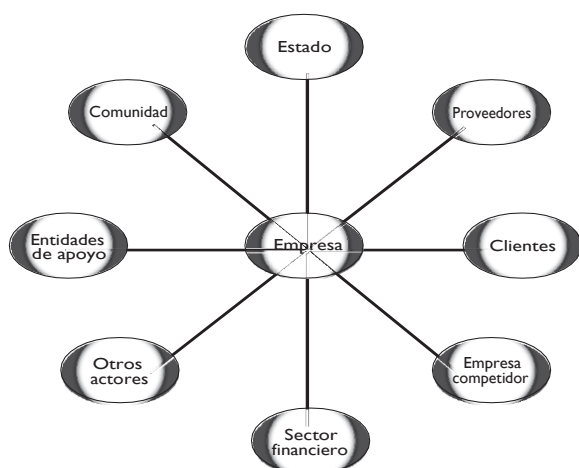 Estado
Comunidad
Proveedores
Entidades
de apoyo
Empresa
Clientes
Otros
actores
Empresa
competidor
Sector
financiero